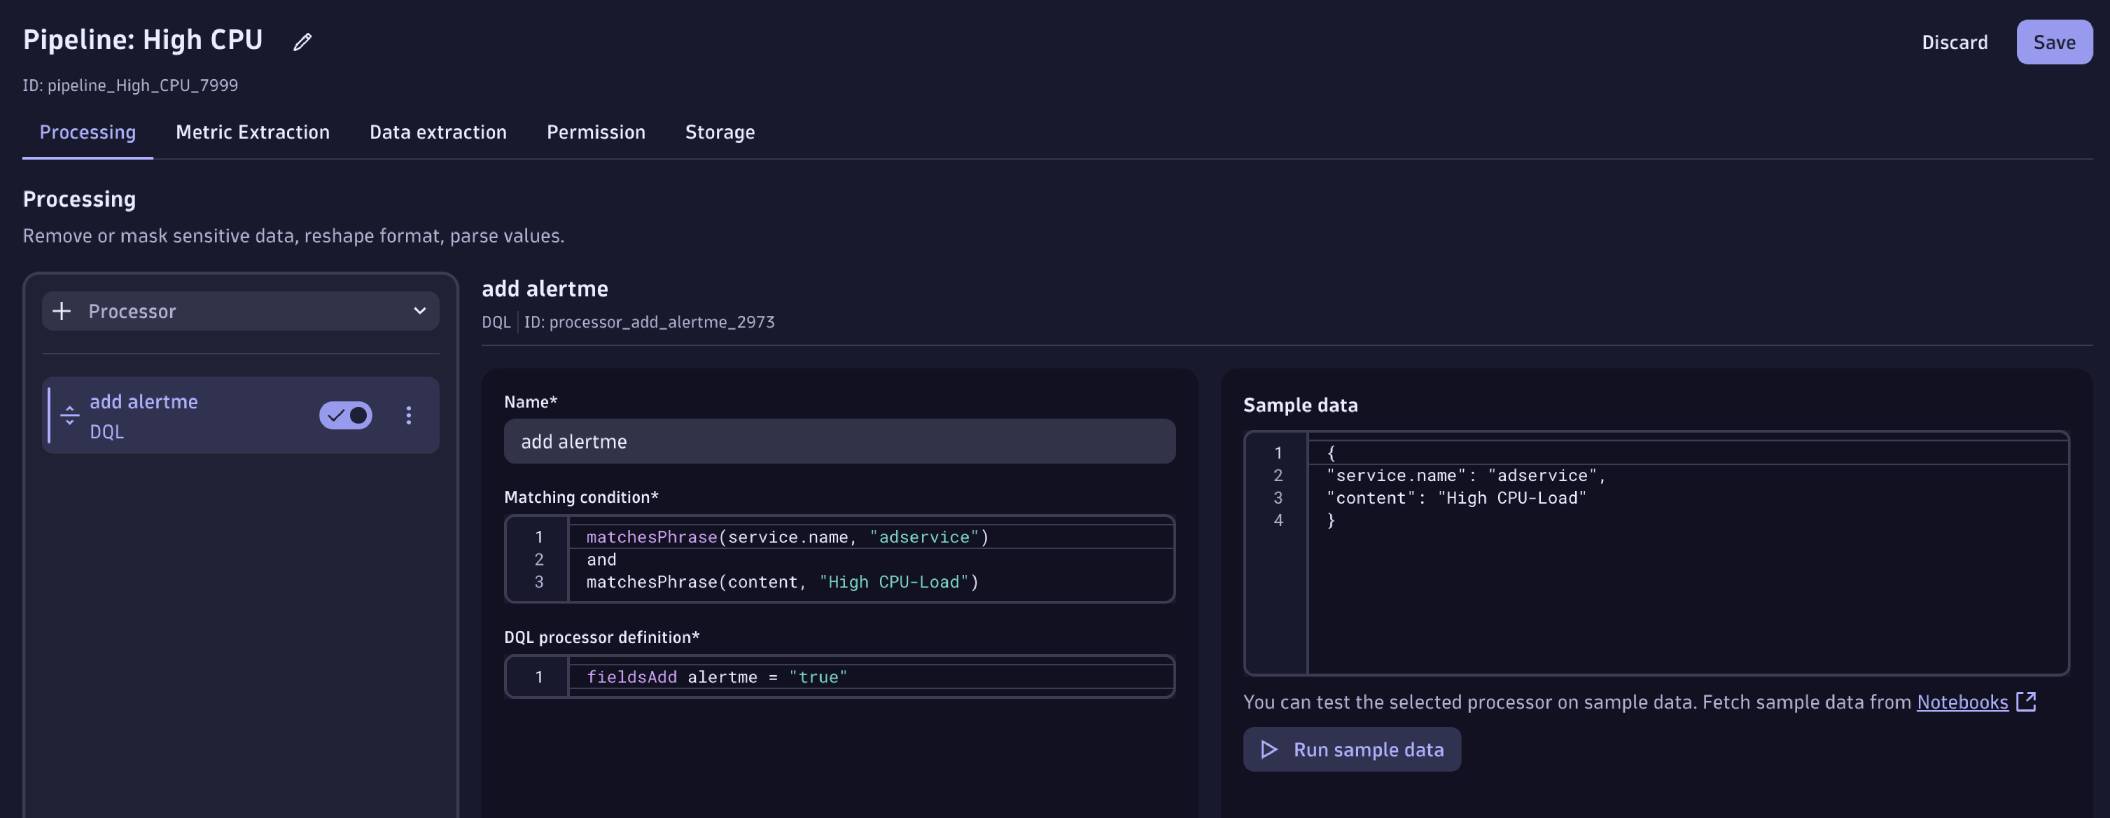 Pipeline: High CPU
Discard
Save
ID: pipeline_High_CPU_7999
Processing
Metric Extraction
Data extraction
Permission
Storage
Processing
Remove or mask sensitive data, reshape format, parse values.
Processor
add alertme
DQL
add alertme
DQL
ID: processor_add_alertme_2973
Name*
add alertme
Matching condition*
1 matchesPhrase(service.name, "adservice")
2 and
3 matchesPhrase(content, "High CPU-Load")
DQL processor definition*
1 fieldsAdd alertme = "true"
Sample data
1 {
2 "service.name": "adservice",
3 "content": "High CPU-Load"
4 }
You can test the selected processor on sample data. Fetch sample data from Notebooks
Run sample data